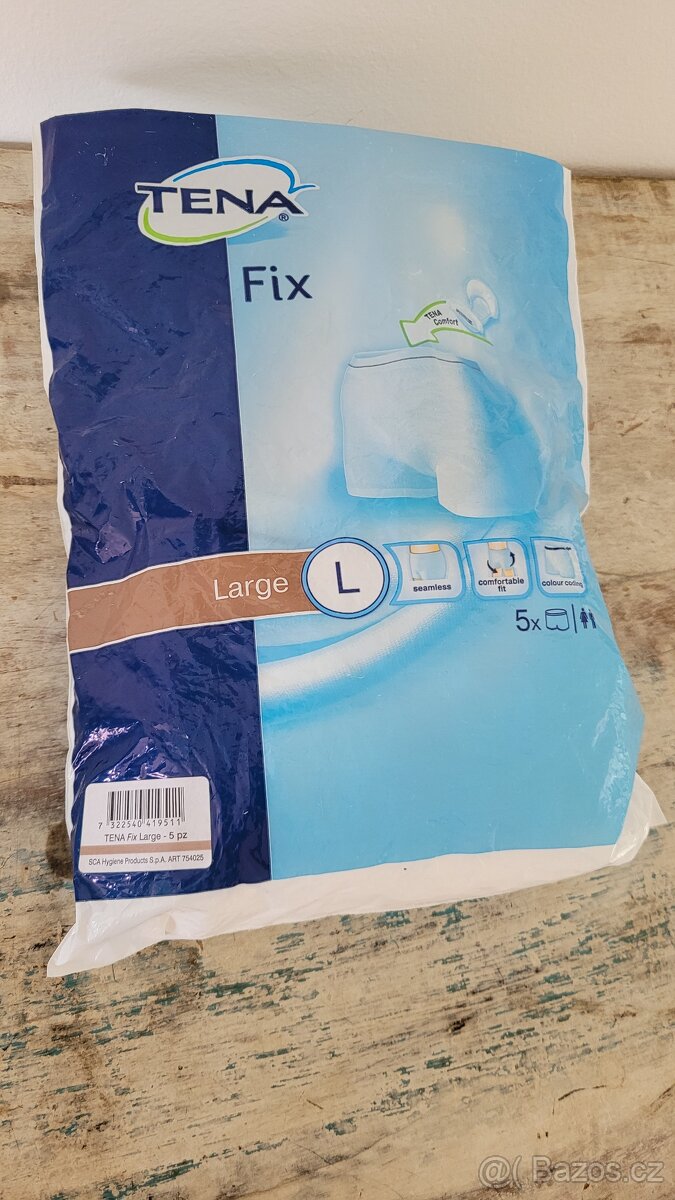 TENA®
Fix
TENA
Comfort
Large L
seamless
comfortable
fit
colour coding
5x
7 322540 419511
TENA Fix Large - 5 pz
SCA Hygiene Products S.p.A. ART 754025
@( Bazos.cz